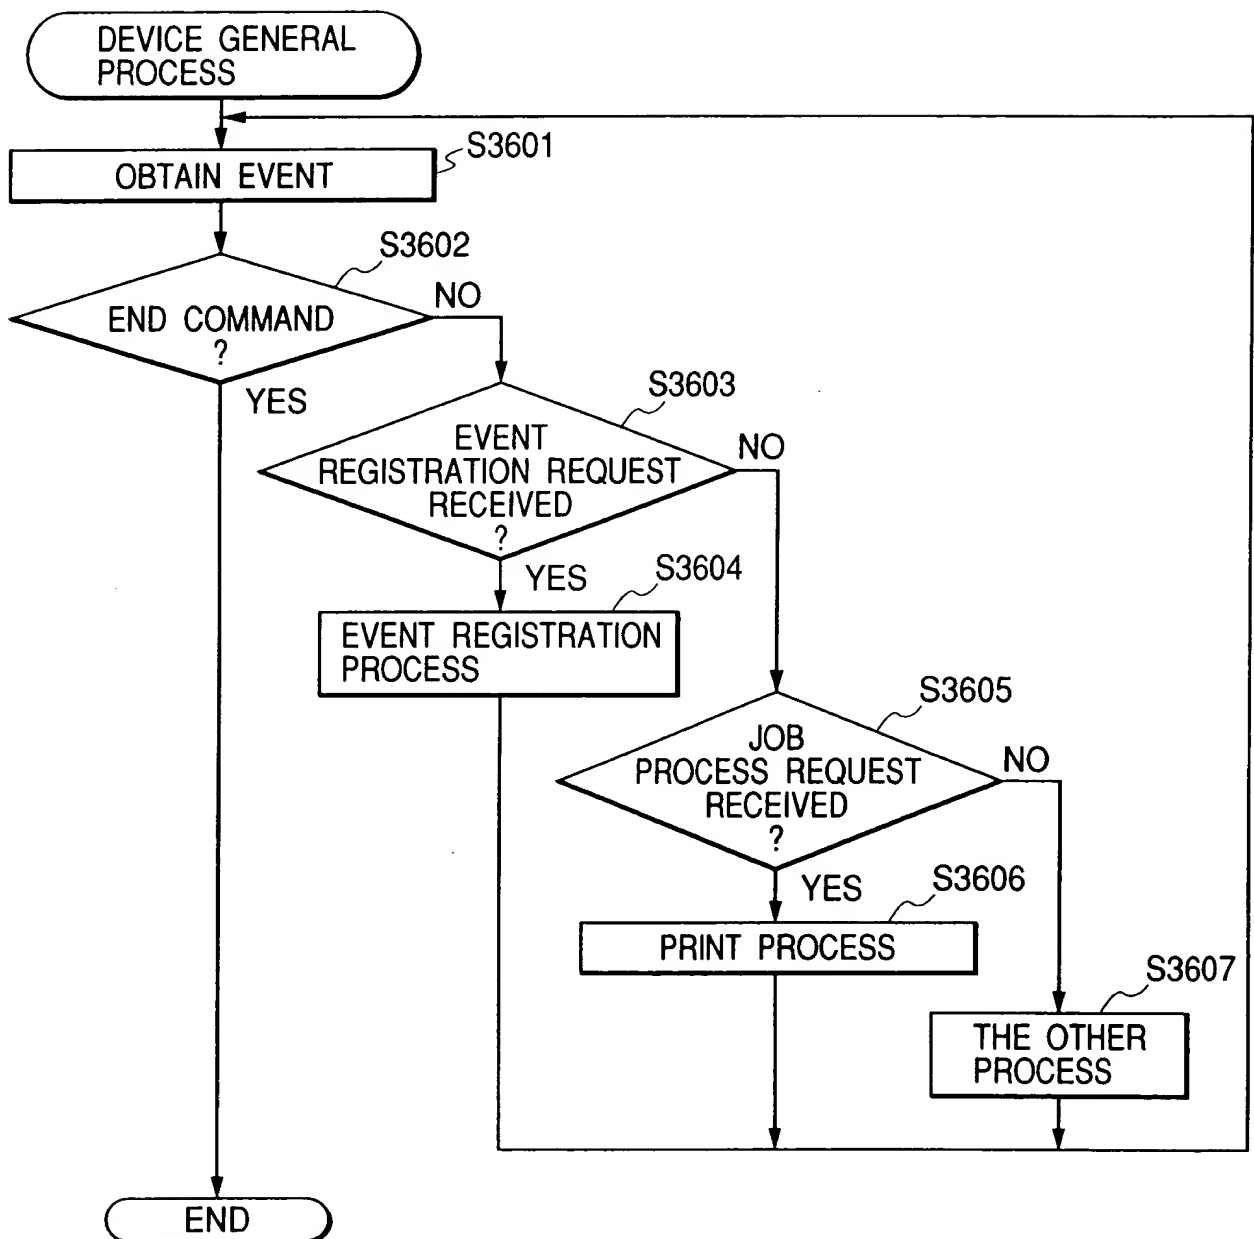 DEVICE GENERAL
PROCESS
S3601
OBTAIN EVENT
S3602
NO
END COMMAND
?
YES
S3603
NO
EVENT
REGISTRATION REQUEST
RECEIVED
?
YES
S3604
EVENT REGISTRATION
PROCESS
S3605
NO
JOB
PROCESS REQUEST
RECEIVED
?
YES
S3606
PRINT PROCESS
S3607
THE OTHER
PROCESS
END